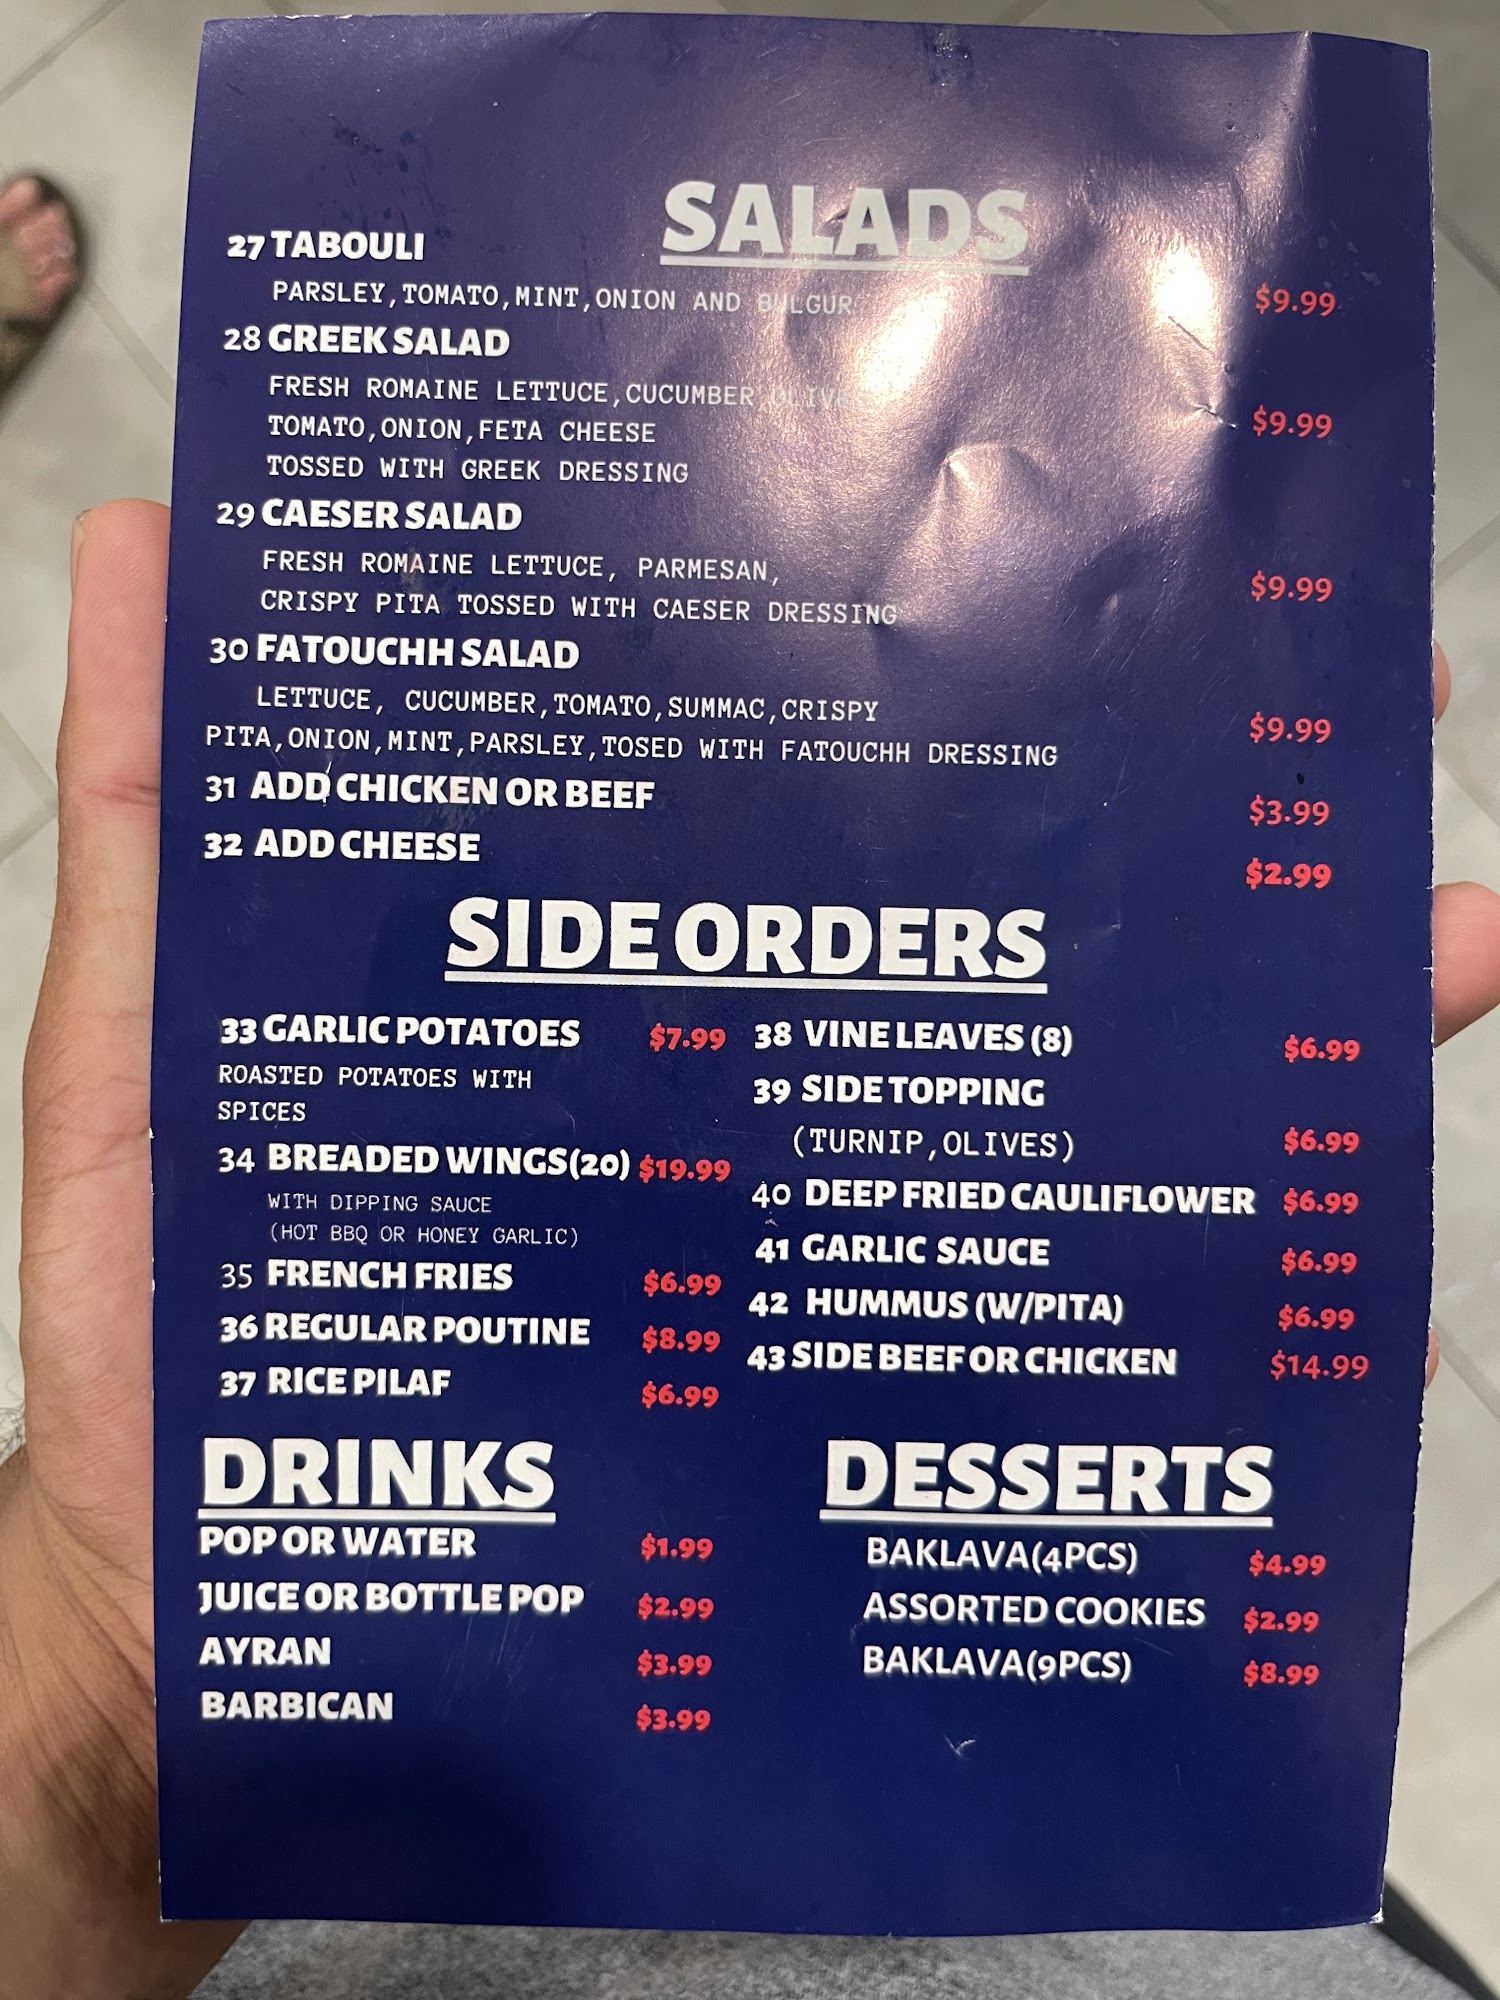 SALADS
27 TABOULI
PARSLEY,TOMATO,MINT,ONION AND BULGUR
$9.99
28 GREEK SALAD
FRESH ROMAINE LETTUCE,CUCUMBER,OLIVE
TOMATO,ONION,FETA CHEESE
$9.99
TOSSED WITH GREEK DRESSING
29 CAESER SALAD
FRESH ROMAINE LETTUCE, PARMESAN,
CRISPY PITA TOSSED WITH CAESER DRESSING
$9.99
30 FATOUCHH SALAD
LETTUCE, CUCUMBER,TOMATO,SUMMAC,CRISPY
PITA,ONION,MINT,PARSLEY,TOSED WITH FATOUCHH DRESSING
$9.99
31 ADD CHICKEN OR BEEF $3.99
32 ADD CHEESE $2.99
SIDE ORDERS
33 GARLIC POTATOES $7.99
ROASTED POTATOES WITH
SPICES
34 BREADED WINGS(20) $19.99
WITH DIPPING SAUCE
(HOT BBQ OR HONEY GARLIC)
35 FRENCH FRIES $6.99
36 REGULAR POUTINE $8.99
37 RICE PILAF $6.99
38 VINE LEAVES (8) $6.99
39 SIDE TOPPING
(TURNIP,OLIVES) $6.99
40 DEEP FRIED CAULIFLOWER $6.99
41 GARLIC SAUCE $6.99
42 HUMMUS (W/PITA) $6.99
43 SIDE BEEF OR CHICKEN $14.99
DRINKS
POP OR WATER $1.99
JUICE OR BOTTLE POP $2.99
AYRAN $3.99
BARBICAN $3.99
DESSERTS
BAKLAVA(4PCS) $4.99
ASSORTED COOKIES $2.99
BAKLAVA(9PCS) $8.99